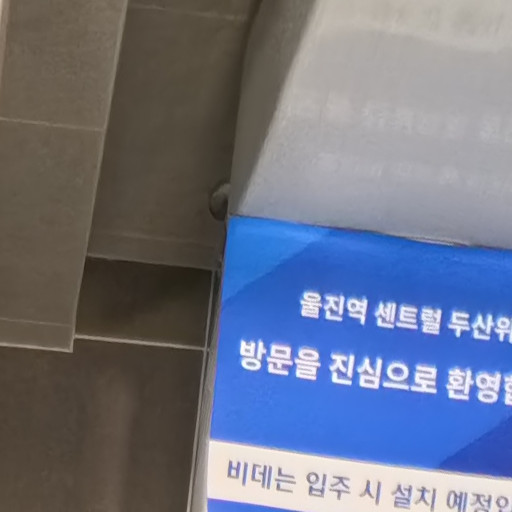 울진역 센트럴 두산위
방문을 진심으로 환영합
비데는 입주 시 설치 예정입